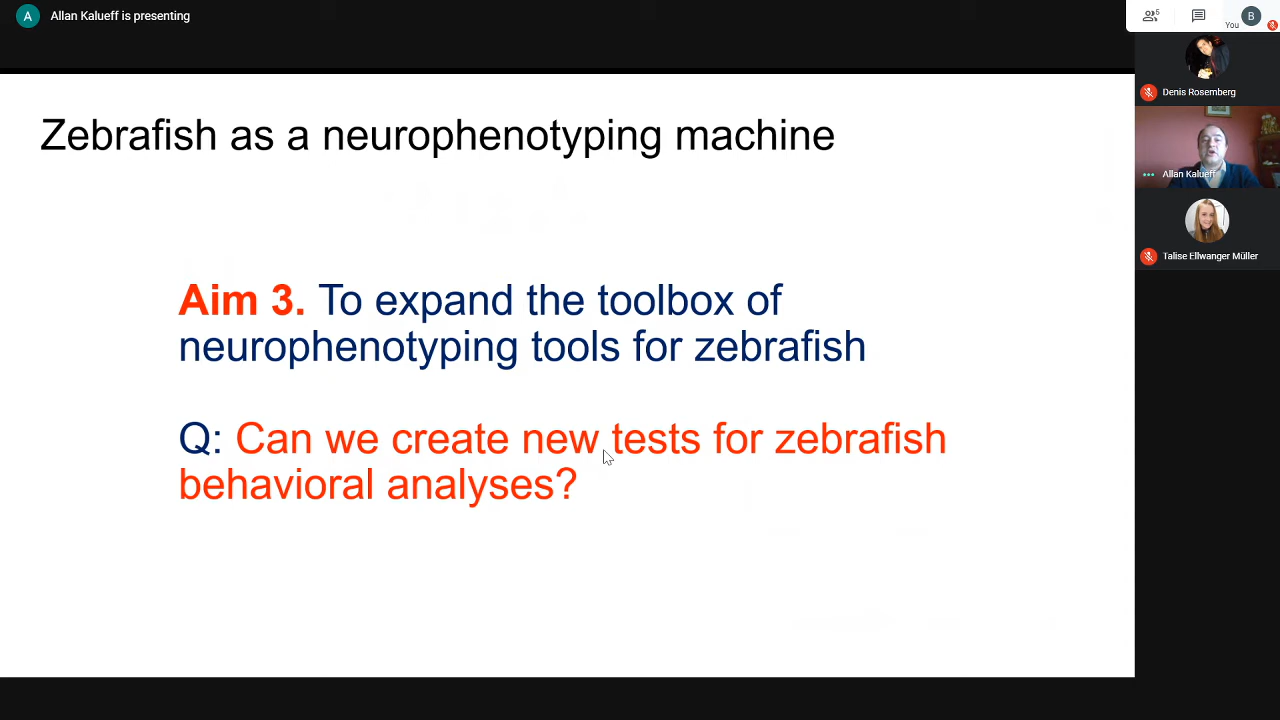 A
Allan Kalueff is presenting
5
You
B
Denis Rosemberg
Allan Kalueff
Talise Ellwanger Müller
Zebrafish as a neurophenotyping machine
Aim 3. To expand the toolbox of
neurophenotyping tools for zebrafish
Q: Can we create new tests for zebrafish
behavioral analyses?